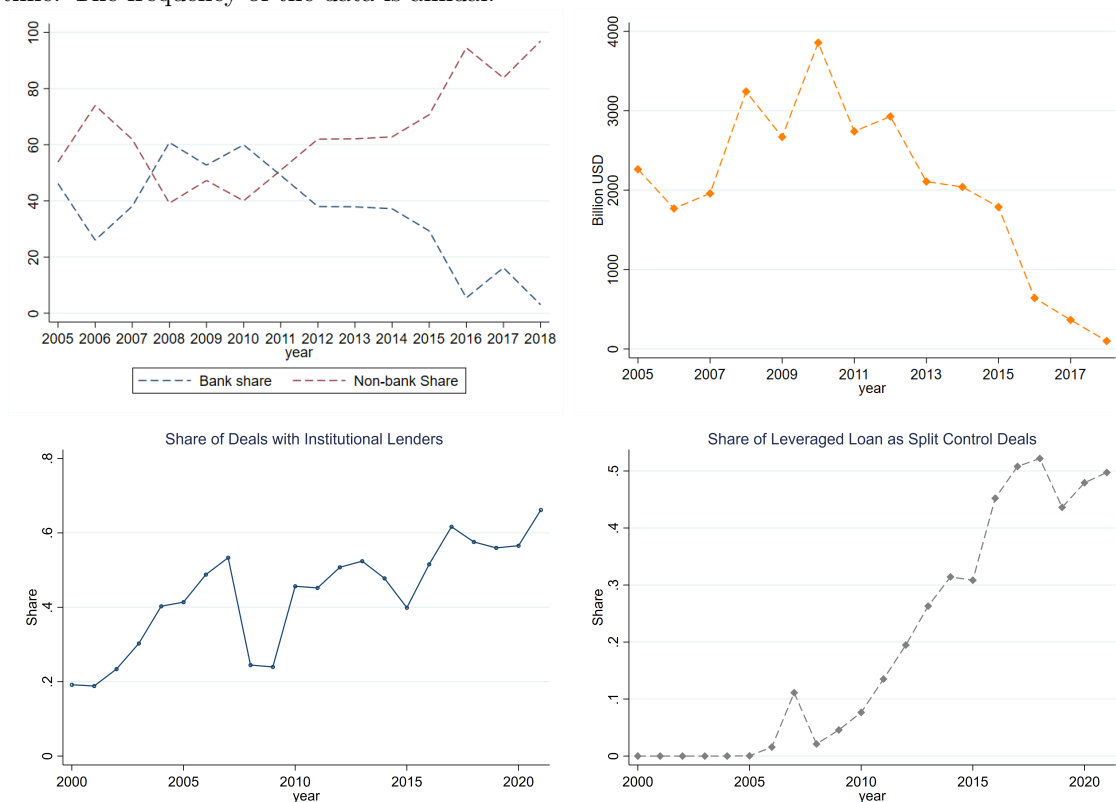 time. The frequency of the data is annual.
100
80
60
40
20
0
2005 2006 2007 2008 2009 2010 2011 2012 2013 2014 2015 2016 2017 2018
year
Bank share Non-bank Share
4000
3000
2000
1000
0
Billion USD
2005 2007 2009 2011 2013 2015 2017
year
Share of Deals with Institutional Lenders
.8
.6
.4
.2
0
Share
2000 2005 2010 2015 2020
year
Share of Leveraged Loan as Split Control Deals
.5
.4
.3
.2
.1
0
Share
2000 2005 2010 2015 2020
year